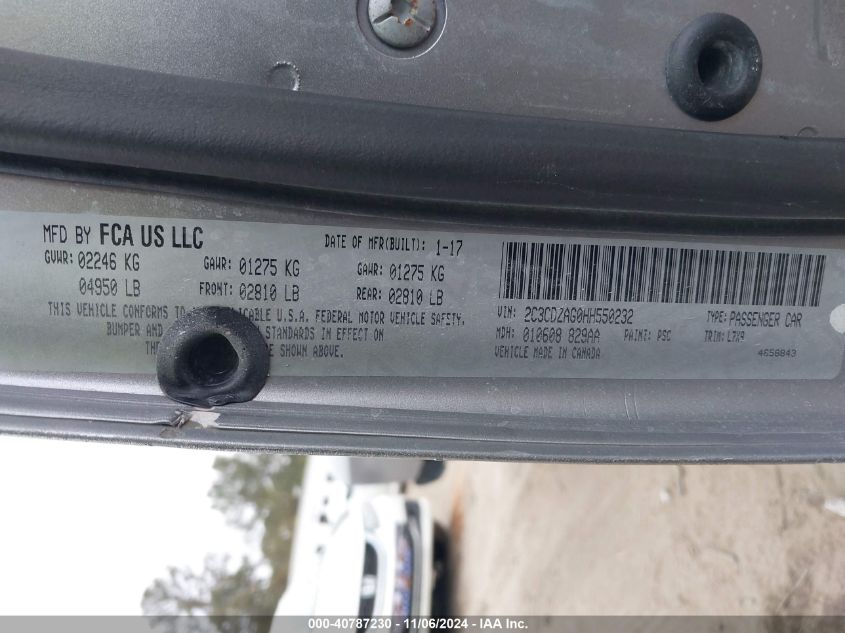 MFD BY FCA US LLC
DATE OF MFR(BUILT): 1-17
GVWR: 02246 KG
GAWR: 01275 KG
GAWR: 01275 KG
04950 LB
FRONT: 02810 LB
REAR: 02810 LB
THIS VEHICLE CONFORMS TO ICABLE U.S.A. FEDERAL MOTOR VEHICLE SAFETY,
BUMPER AND STANDARDS IN EFFECT ON
THE E SHOWN ABOVE.
VIN: 2C3CDZAG0HH550232
TYPE: PASSENGER CAR
MDH: 010608 829AA
PAINT: PSC
TRIM: L7X9
VEHICLE MADE IN CANADA
4658843
000-40787230 - 11/06/2024 - IAA Inc.